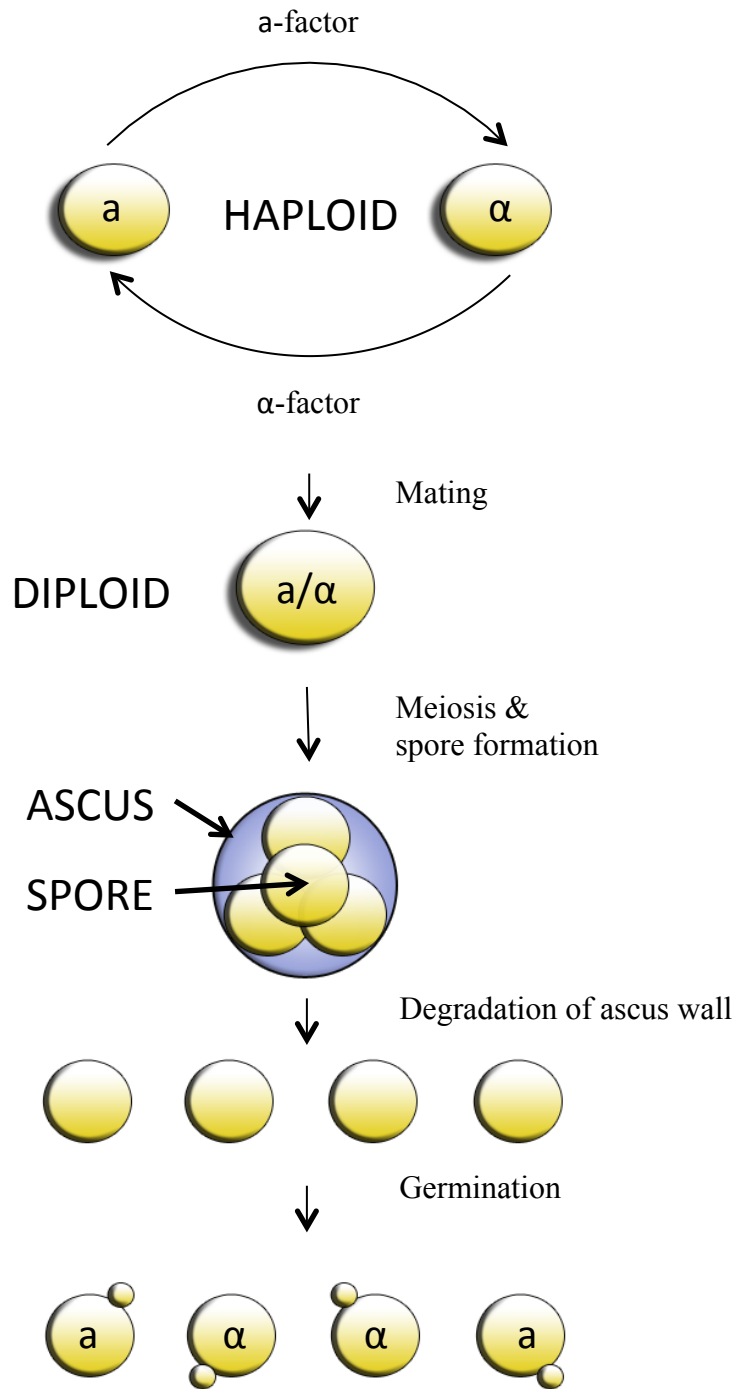 a-factor
a
HAPLOID
α
α-factor
Mating
DIPLOID
a/α
Meiosis &
spore formation
ASCUS
SPORE
Degradation of ascus wall
Germination
a
α
α
a